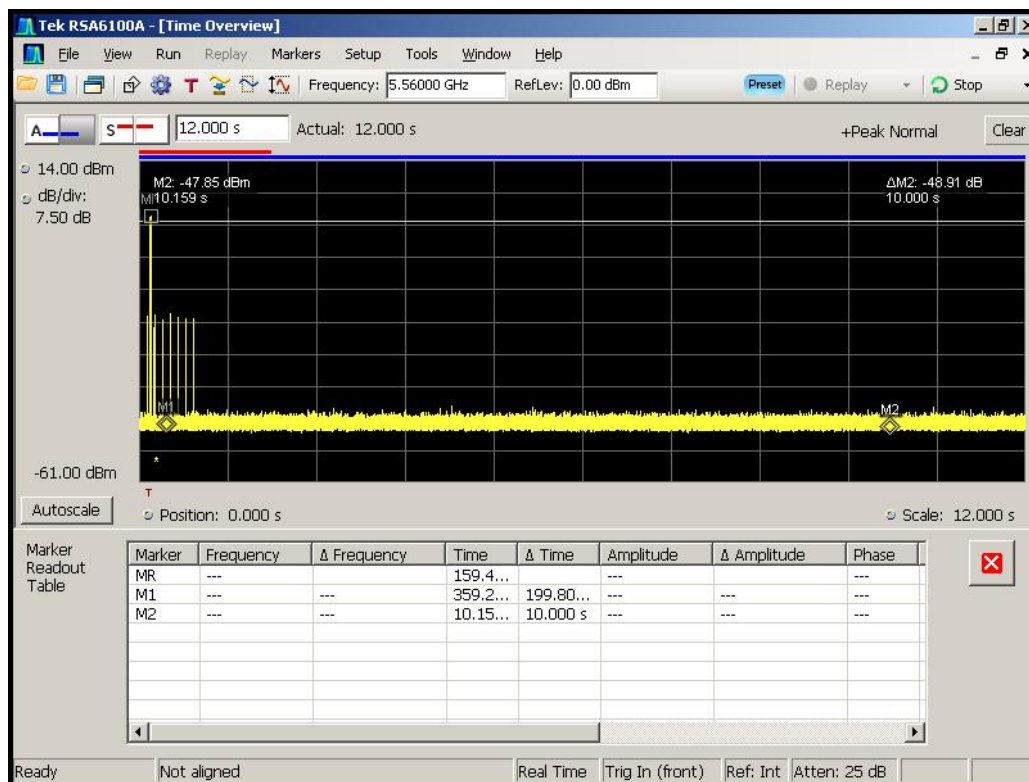 Tek RSA6100A - [Time Overview]
File View Run Replay Markers Setup Tools Window Help
T Frequency: 5.56000 GHz RefLev: 0.00 dBm Preset Replay Stop
A S 12.000 s Actual: 12.000 s +Peak Normal Clear
14.00 dBm
dB/div:
7.50 dB
M2: -47.85 dBm
10.159 s
ΔM2: -48.91 dB
10.000 s
M1
M2
-61.00 dBm
T
Autoscale Position: 0.000 s Scale: 12.000 s
Marker Readout Table
Marker Frequency Δ Frequency Time Δ Time Amplitude Δ Amplitude Phase
MR --- 159.4... --- ---
M1 --- --- 359.2... 199.80... --- --- ---
M2 --- --- 10.15... 10.000 s --- --- ---
Ready Not aligned Real Time Trig In (front) Ref: Int Atten: 25 dB